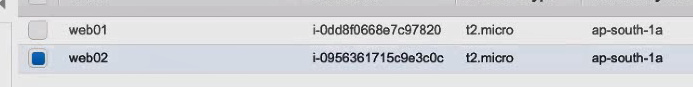 web01 i-0dd8f0668e7c97820 t2.micro ap-south-1a
web02 i-0956361715c9e3c0c t2.micro ap-south-1a